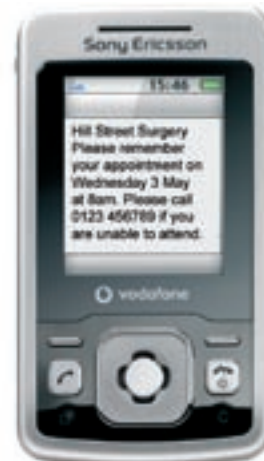 Sony Ericsson
15:46
Hill Street Surgery
Please remember
your appointment on
Wednesday 3 May
at 8am. Please call
0123 456789 if you
are unable to attend.
vodafone